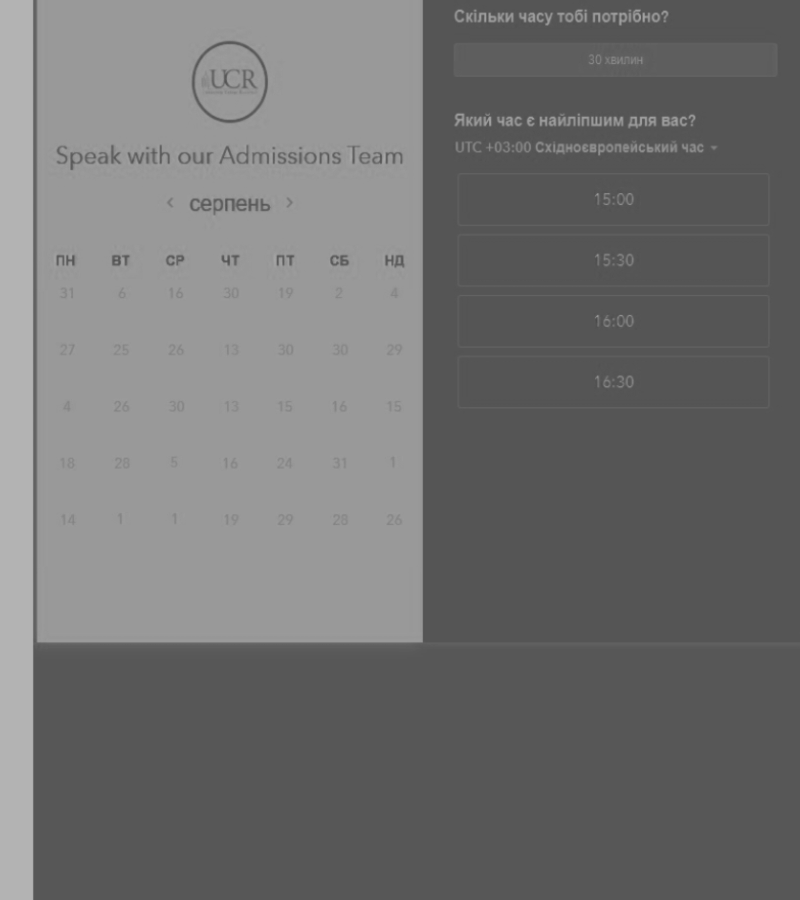 UCR
Speak with our Admissions Team
< серпень >
ПН ВТ СР ЧТ ПТ СБ НД
31 6 16 30 19 2 4
27 25 26 13 30 30 29
4 26 30 13 15 16 15
18 28 5 16 24 31 1
14 1 1 19 29 28 26
Скільки часу тобі потрібно?
30 хвилин
Який час є найліпшим для вас?
UTC +03:00 Східноєвропейський час
15:00
15:30
16:00
16:30